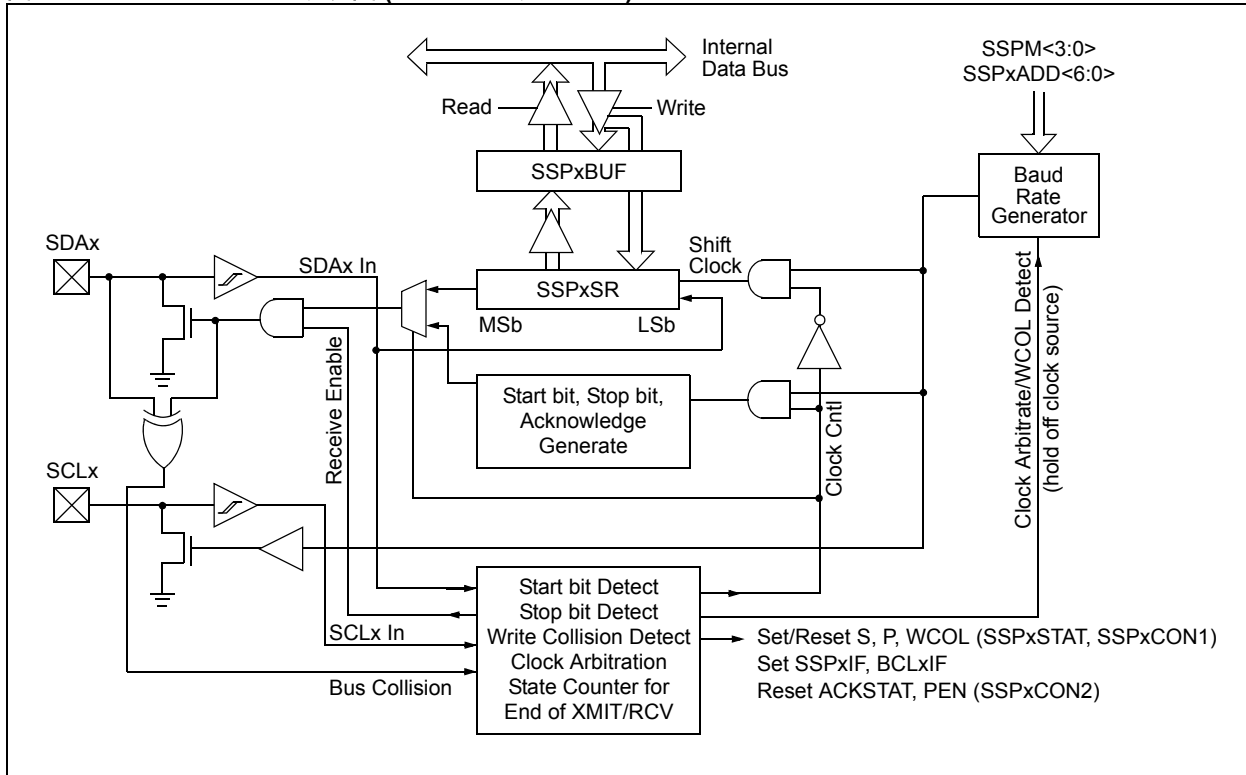 Internal
Data Bus
SSPM<3:0>
SSPxADD<6:0>
Read
Write
SSPxBUF
Baud
Rate
Generator
SDAx
SDAx In
Shift
Clock
SSPxSR
MSb
LSb
Receive Enable
Start bit, Stop bit,
Acknowledge
Generate
Clock Cntl
Clock Arbitrate/WCOL Detect
(hold off clock source)
SCLx
SCLx In
Bus Collision
Start bit Detect
Stop bit Detect
Write Collision Detect
Clock Arbitration
State Counter for
End of XMIT/RCV
Set/Reset S, P, WCOL (SSPxSTAT, SSPxCON1)
Set SSPxIF, BCLxIF
Reset ACKSTAT, PEN (SSPxCON2)